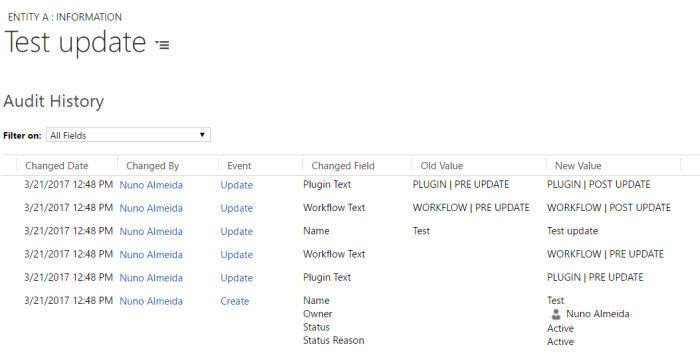 ENTITY A : INFORMATION
Test update
Audit History
Filter on: All Fields
Changed Date Changed By Event Changed Field Old Value New Value
3/21/2017 12:48 PM Nuno Almeida Update Plugin Text PLUGIN | PRE UPDATE PLUGIN | POST UPDATE
3/21/2017 12:48 PM Nuno Almeida Update Workflow Text WORKFLOW | PRE UPDATE WORKFLOW | POST UPDATE
3/21/2017 12:48 PM Nuno Almeida Update Name Test Test update
3/21/2017 12:48 PM Nuno Almeida Update Workflow Text WORKFLOW | PRE UPDATE
3/21/2017 12:48 PM Nuno Almeida Update Plugin Text PLUGIN | PRE UPDATE
3/21/2017 12:48 PM Nuno Almeida Create Name Test
Owner Nuno Almeida
Status Active
Status Reason Active